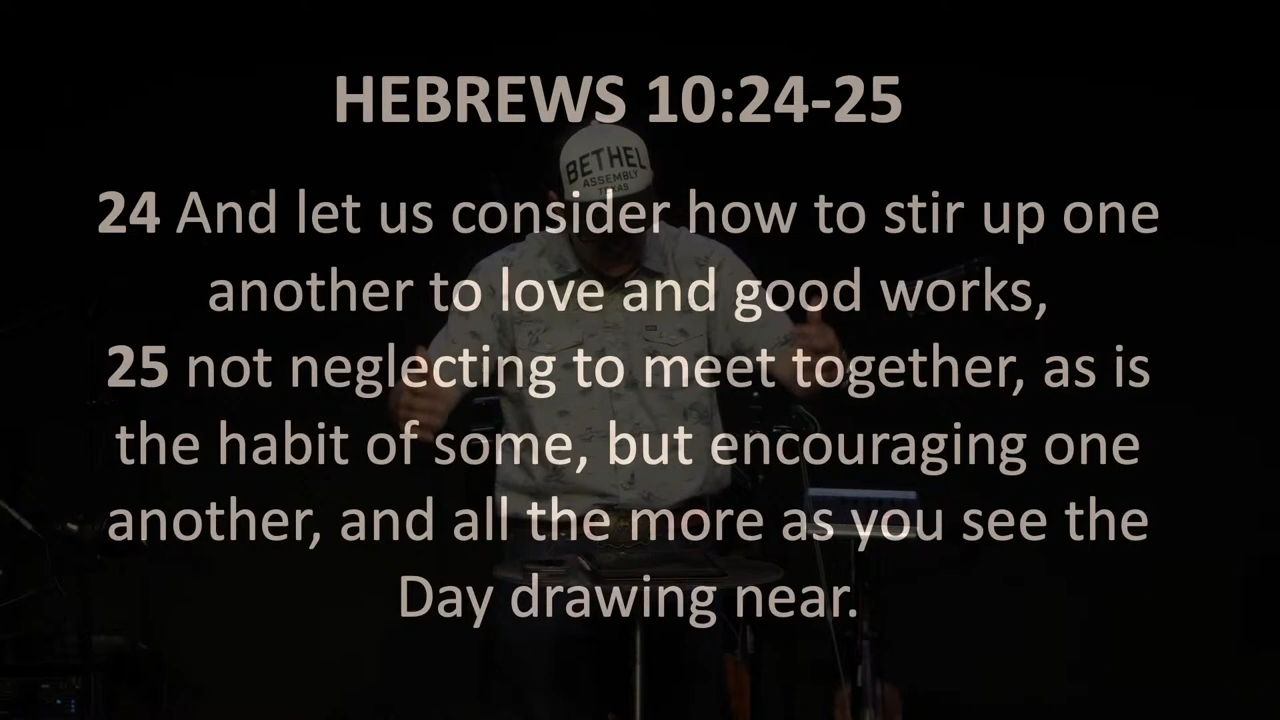 HEBREWS 10:24-25
BETHEL
ASSEMBLY
TEXAS
24 And let us consider how to stir up one
another to love and good works,
25 not neglecting to meet together, as is
the habit of some, but encouraging one
another, and all the more as you see the
Day drawing near.